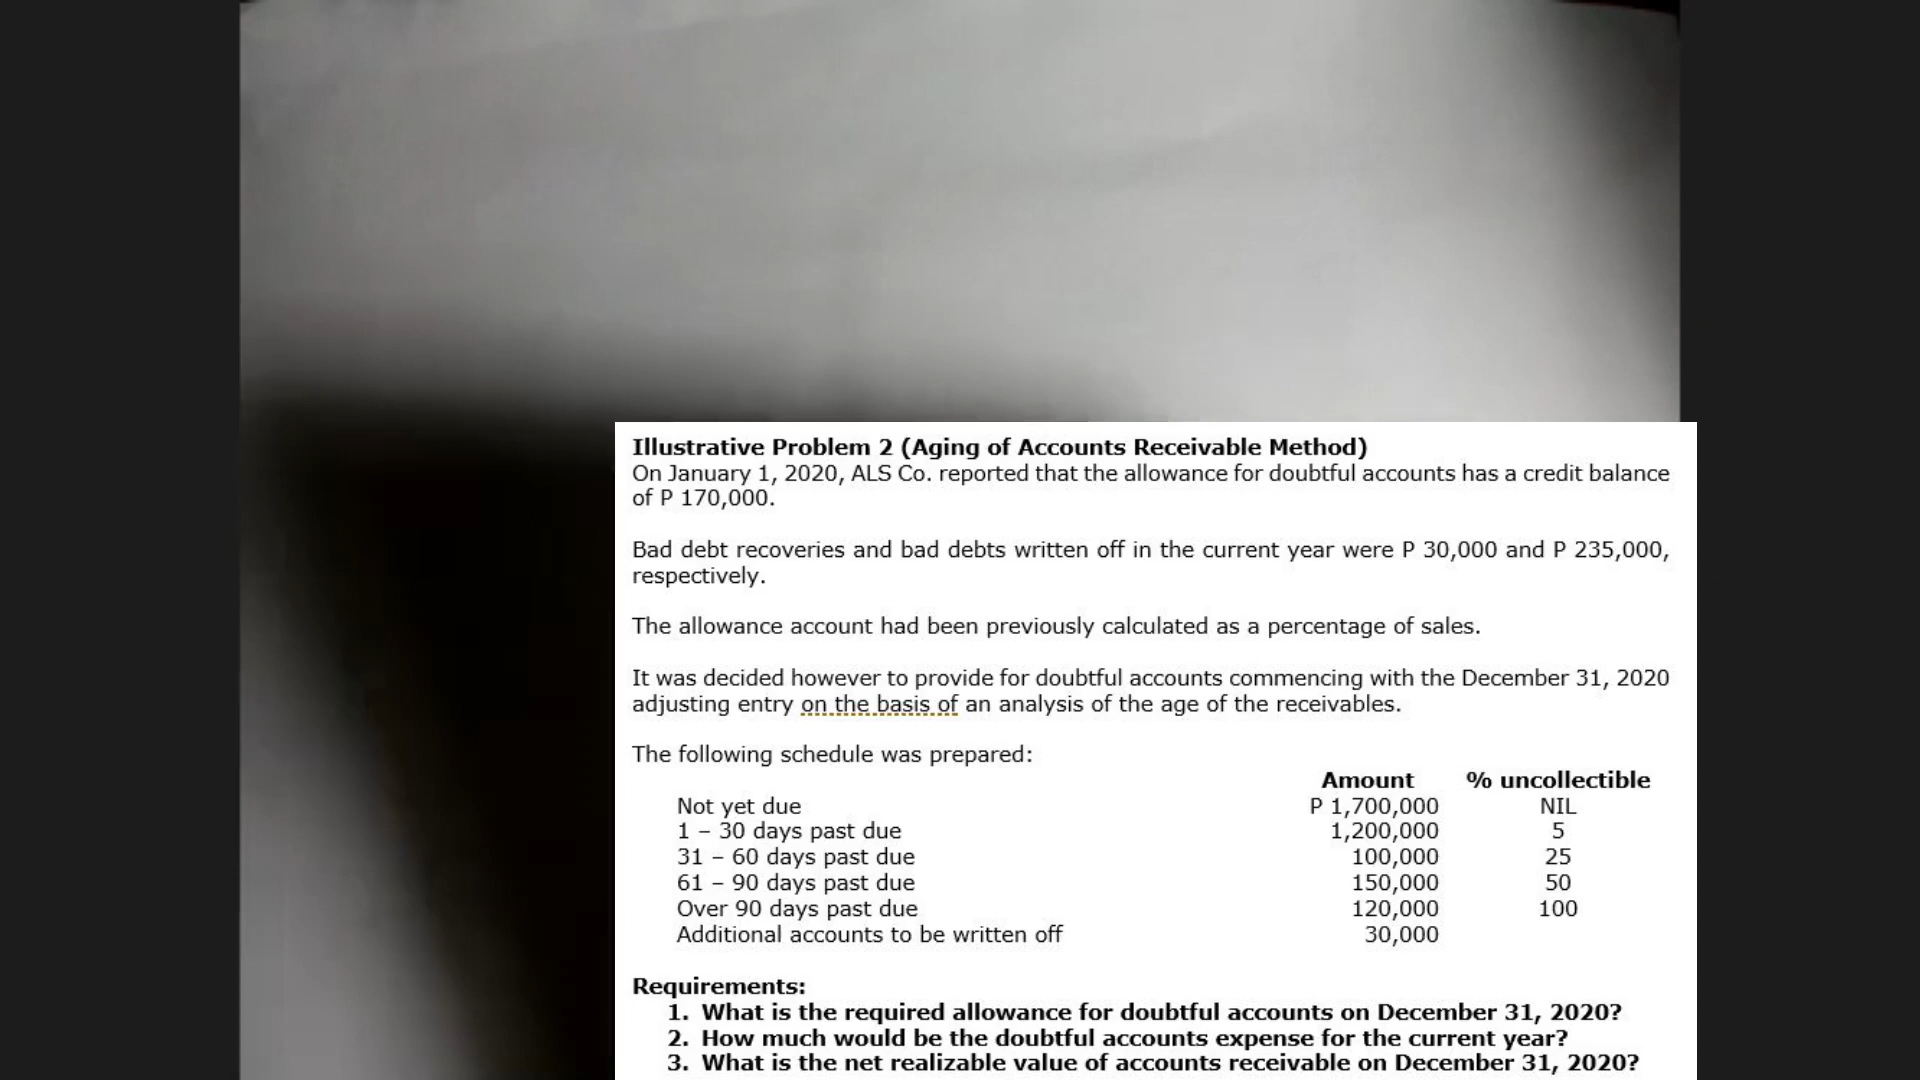 Illustrative Problem 2 (Aging of Accounts Receivable Method)
On January 1, 2020, ALS Co. reported that the allowance for doubtful accounts has a credit balance
of P 170,000.
Bad debt recoveries and bad debts written off in the current year were P 30,000 and P 235,000,
respectively.
The allowance account had been previously calculated as a percentage of sales.
It was decided however to provide for doubtful accounts commencing with the December 31, 2020
adjusting entry on the basis of an analysis of the age of the receivables.
The following schedule was prepared:
Amount % uncollectible
Not yet due P 1,700,000 NIL
1 – 30 days past due 1,200,000 5
31 – 60 days past due 100,000 25
61 – 90 days past due 150,000 50
Over 90 days past due 120,000 100
Additional accounts to be written off 30,000
Requirements:
1. What is the required allowance for doubtful accounts on December 31, 2020?
2. How much would be the doubtful accounts expense for the current year?
3. What is the net realizable value of accounts receivable on December 31, 2020?